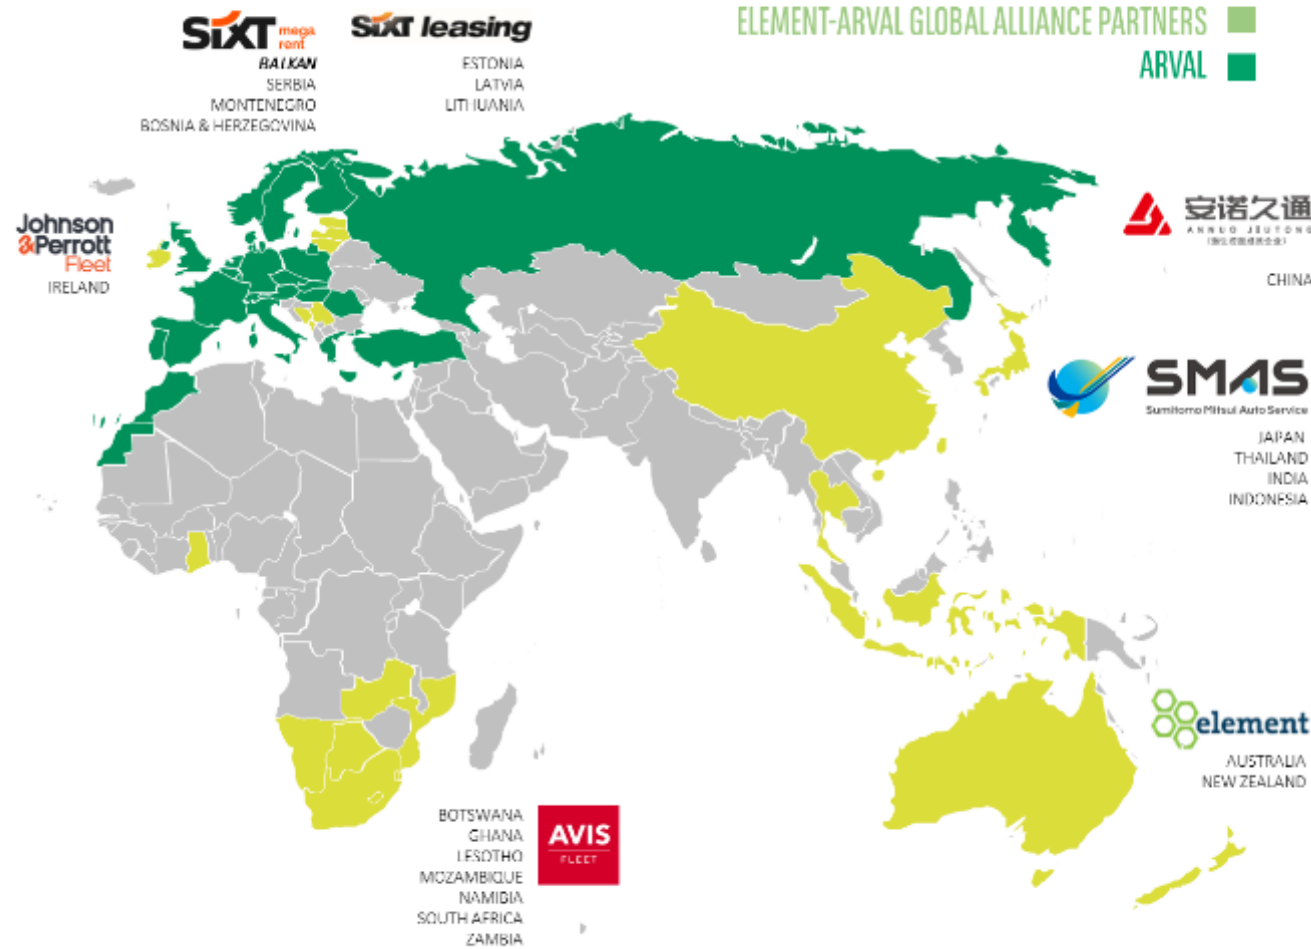 ELEMENT-ARVAL GLOBAL ALLIANCE PARTNERS
ARVAL
SiXT mega rent
BALKAN
SERBIA
MONTENEGRO
BOSNIA & HERZEGOVINA
SiXT leasing
ESTONIA
LATVIA
LITHUANIA
Johnson
&Perrott
Fleet
IRELAND
安诺久通
ANNUO JIUTONG
CHINA
SMAS
Sumitomo Mitsui Auto Service
JAPAN
THAILAND
INDIA
INDONESIA
element
AUSTRALIA
NEW ZEALAND
AVIS
FLEET
BOTSWANA
GHANA
LESOTHO
MOZAMBIQUE
NAMIBIA
SOUTH AFRICA
ZAMBIA